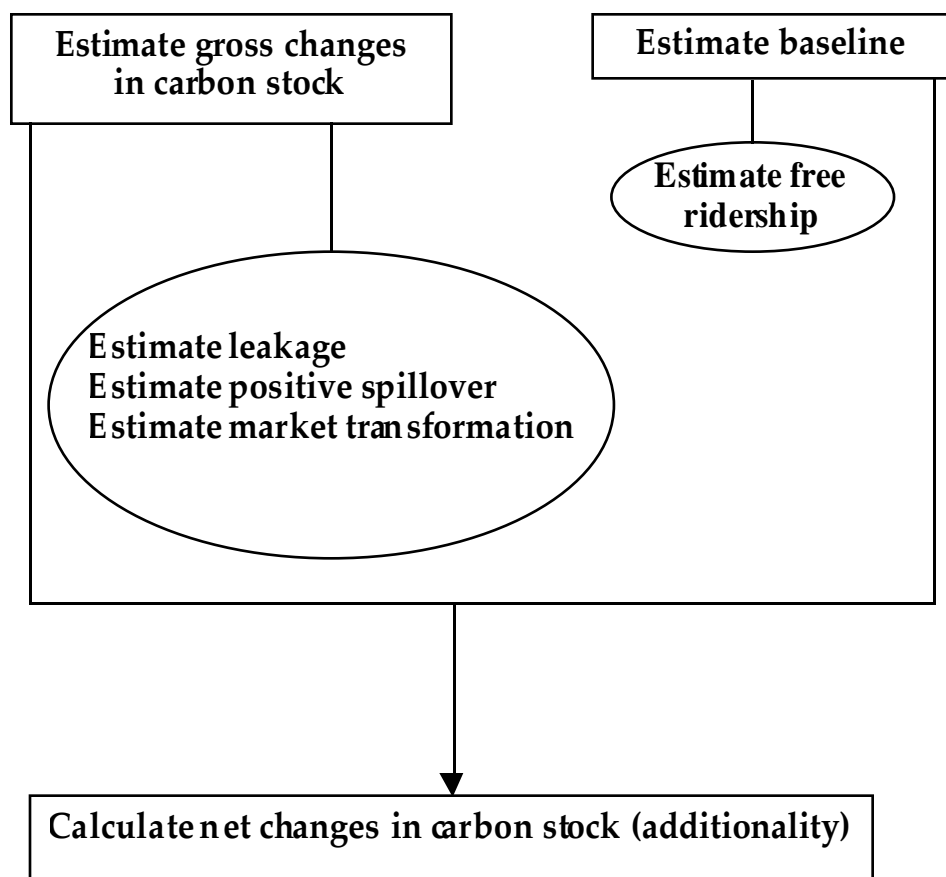 Estimate gross changes
in carbon stock
Estimate baseline
Estimate free
ridership
Estimate leakage
Estimate positive spillover
Estimate market transformation
Calculate net changes in carbon stock (additionality)